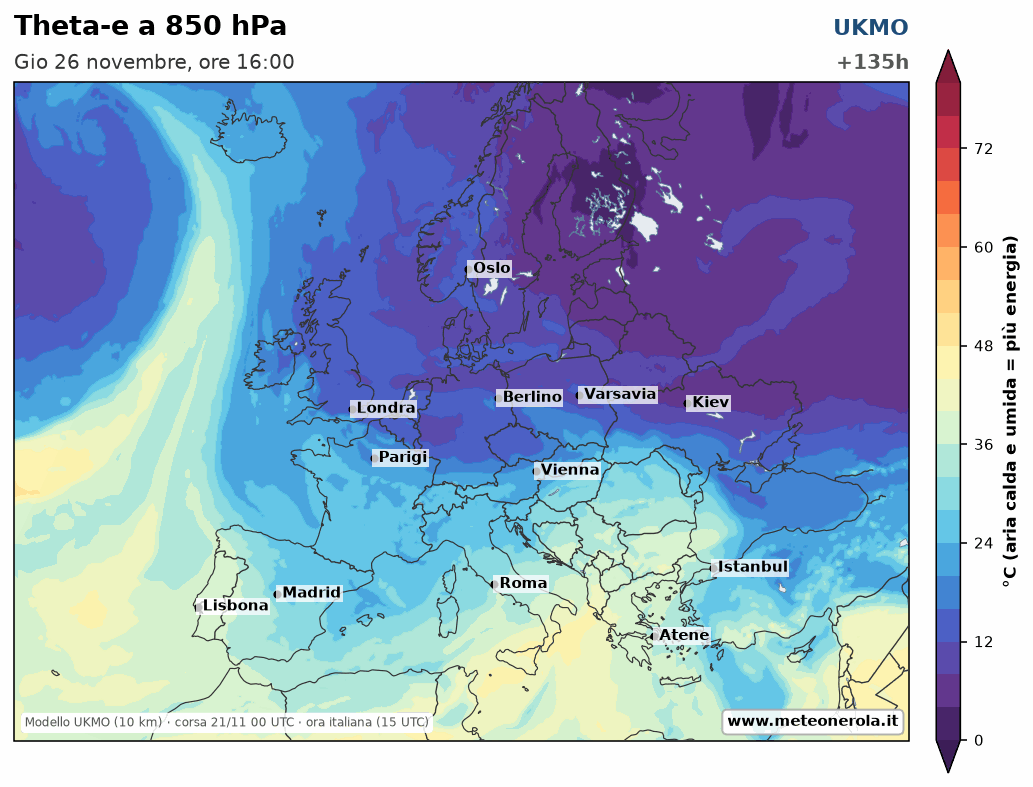 Theta-e a 850 hPa
UKMO
Gio 26 novembre, ore 16:00
+135h
Oslo
Londra
Berlino
Varsavia
Kiev
Parigi
Vienna
Istanbul
Roma
Madrid
Lisbona
Atene
Modello UKMO (10 km) · corsa 21/11 00 UTC · ora italiana (15 UTC)
www.meteonerola.it
72
60
48
36
24
12
0
°C (aria calda e umida = più energia)